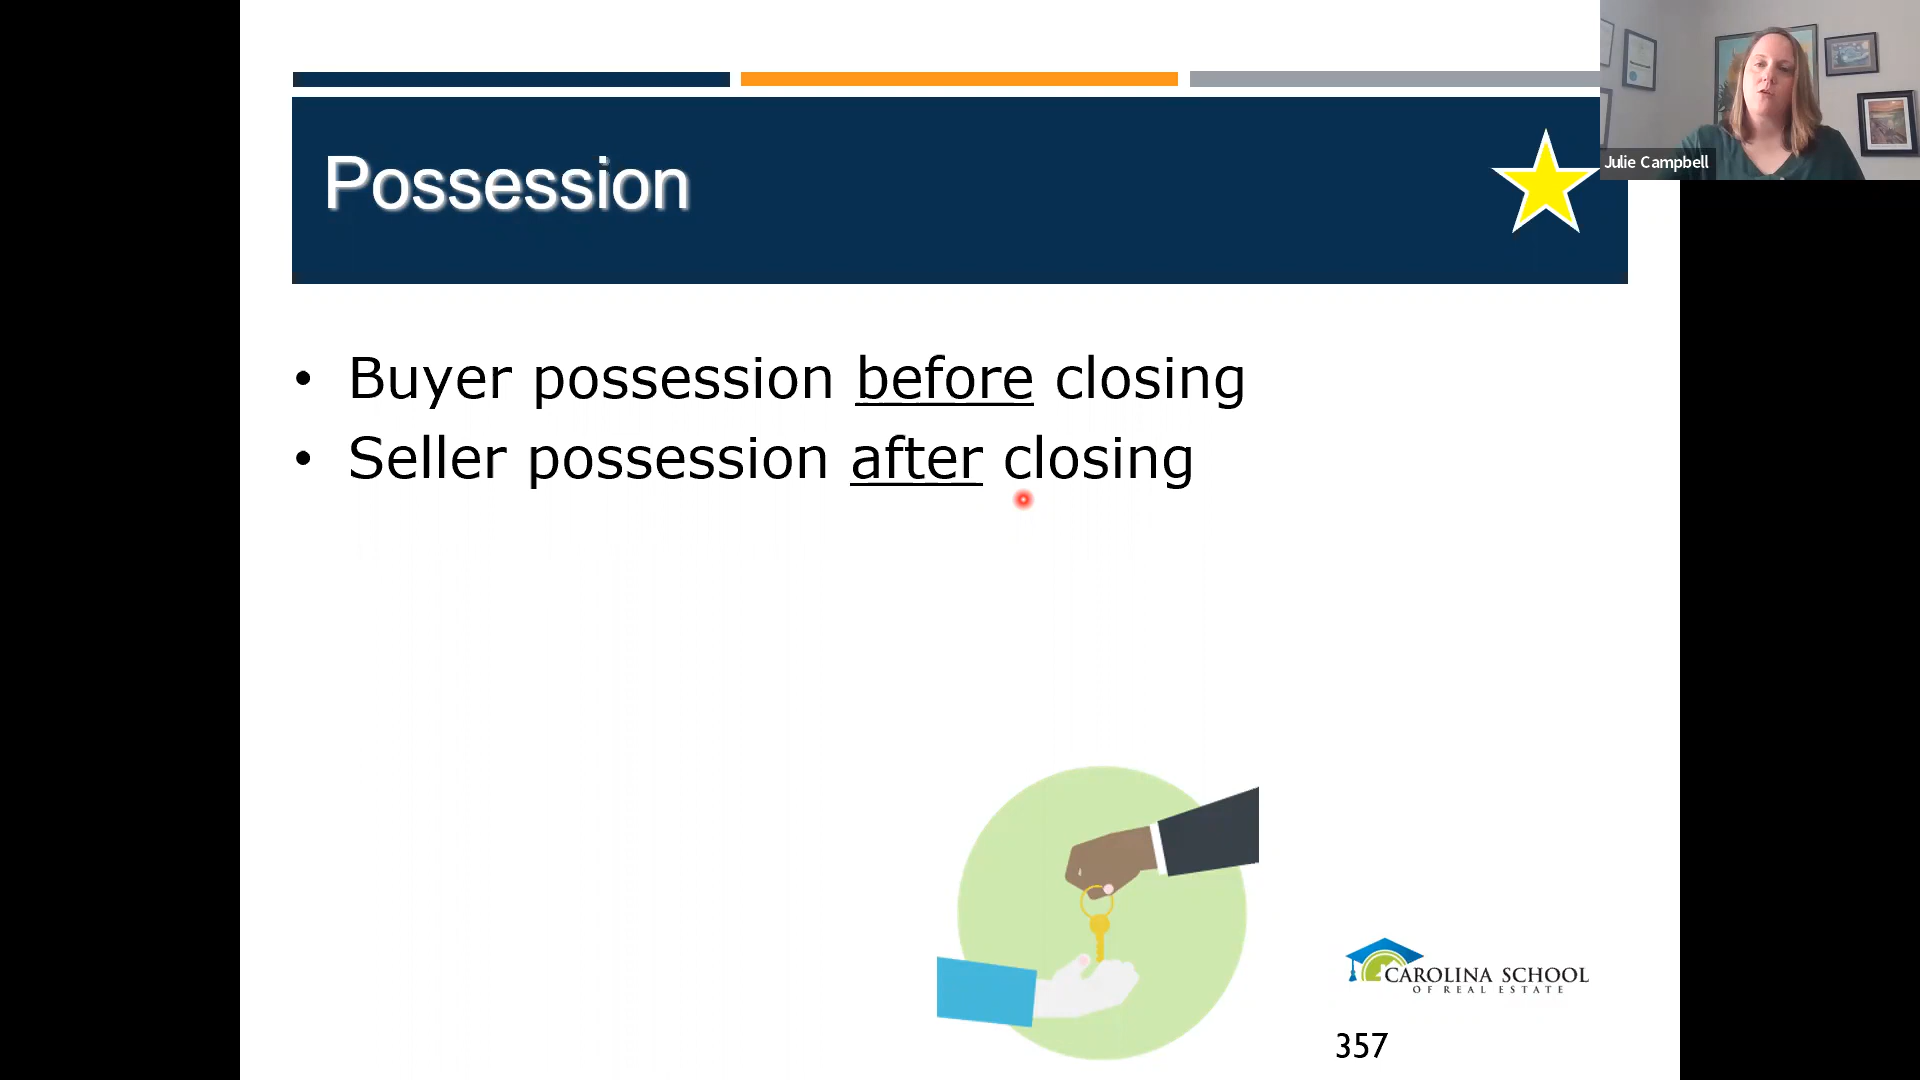 Possession
Julie Campbell
• Buyer possession before closing
• Seller possession after closing
CAROLINA SCHOOL
OF REAL ESTATE
357